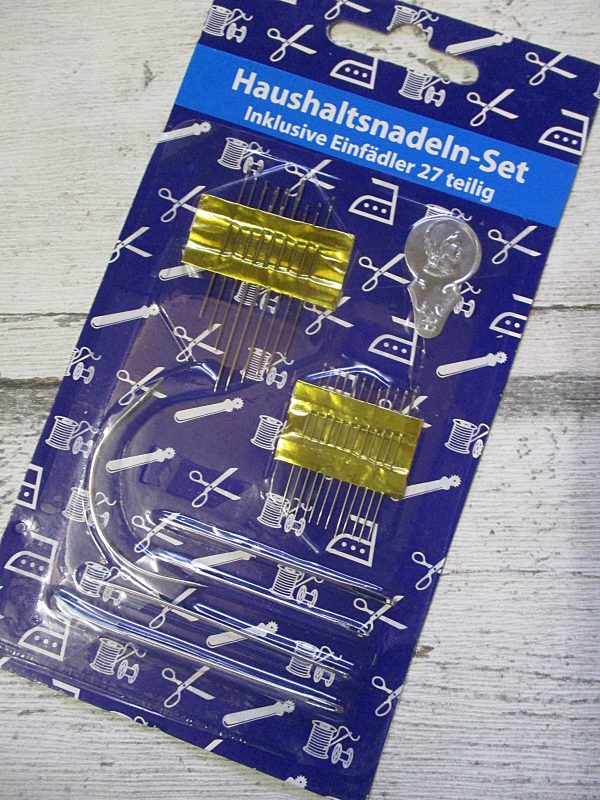 Haushaltsnadeln-Set
Inklusive Einfädler 27 teilig